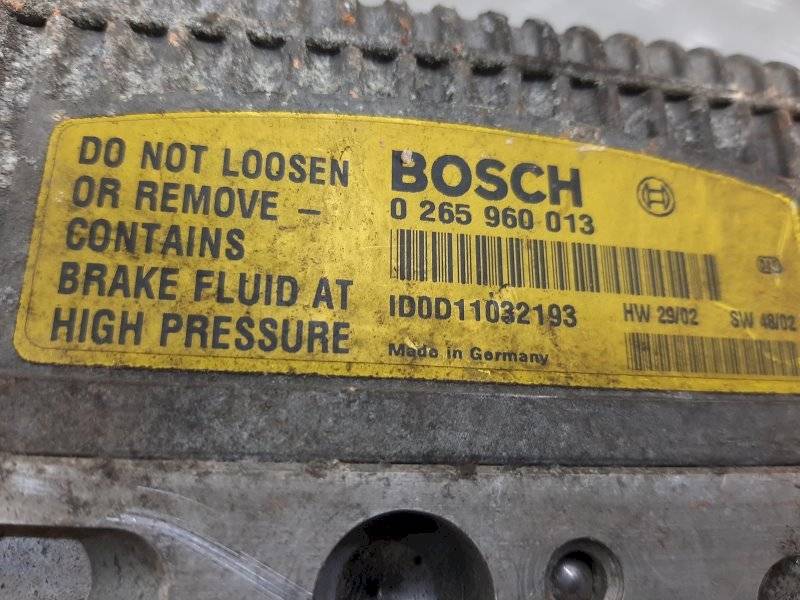 DO NOT LOOSEN
OR REMOVE –
CONTAINS
BRAKE FLUID AT
HIGH PRESSURE
BOSCH
0 265 960 013
ID0D11032193
HW 29/02 SW 48/02
Made in Germany